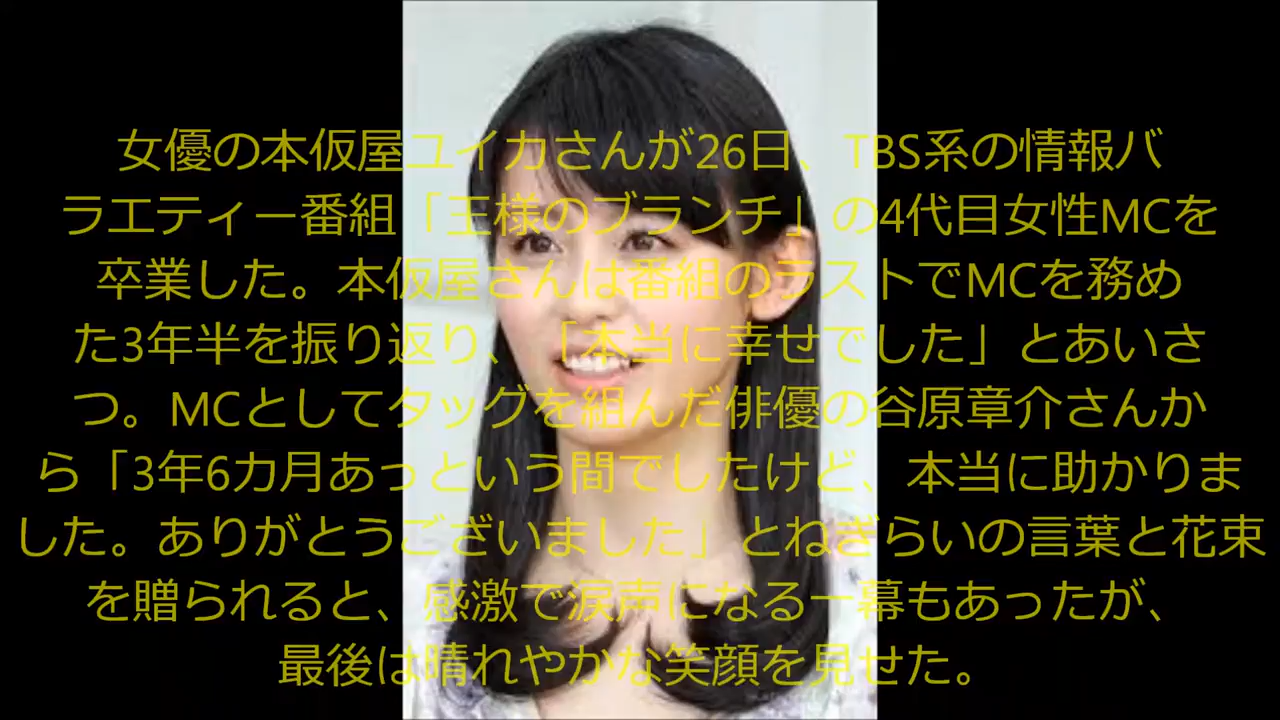 女優の本仮屋ユイカさんが26日、TBS系の情報バ
ラエティー番組「王様のブランチ」の4代目女性MCを
卒業した。本仮屋さんは番組のラストでMCを務め
た3年半を振り返り、「本当に幸せでした」とあいさ
つ。MCとしてタッグを組んだ俳優の谷原章介さんか
ら「3年6カ月あっという間でしたけど、本当に助かりま
した。ありがとうございました」とねぎらいの言葉と花束
を贈られると、感激で涙声になる一幕もあったが、
最後は晴れやかな笑顔を見せた。